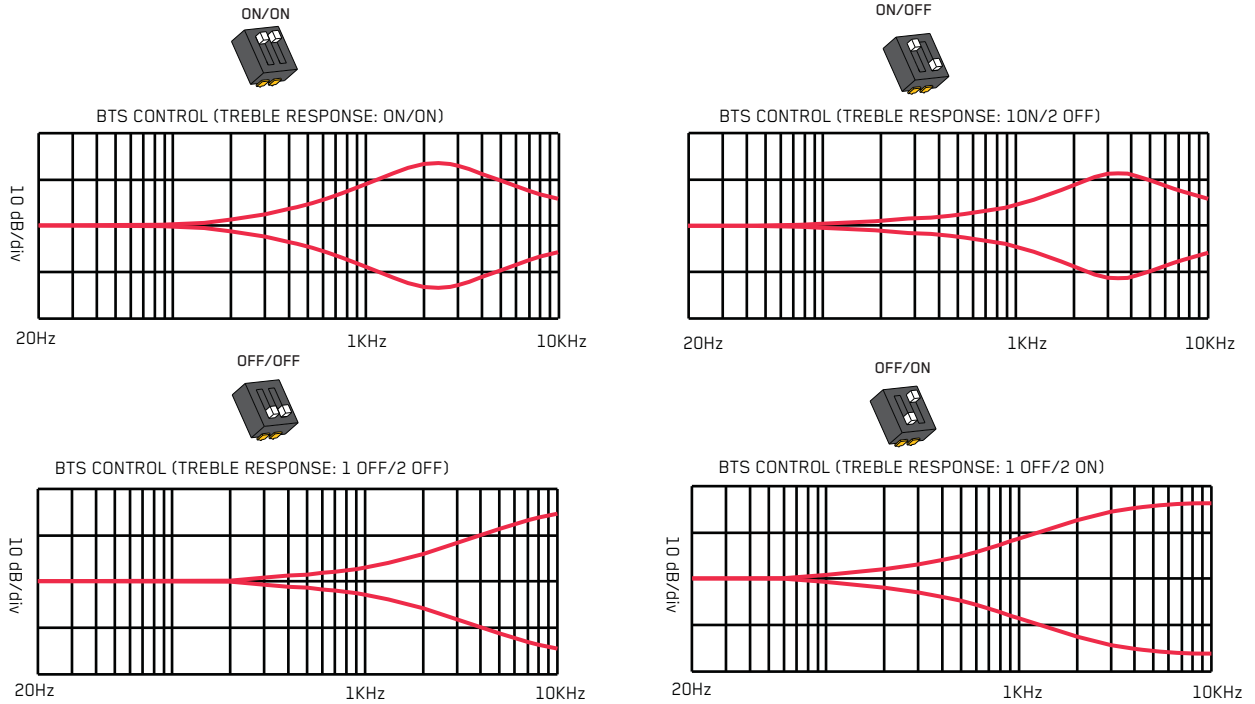 ON/ON
BTS CONTROL (TREBLE RESPONSE: ON/ON)
10 dB/div
20Hz
1KHz
10KHz
ON/OFF
BTS CONTROL (TREBLE RESPONSE: 1ON/2 OFF)
20Hz
1KHz
10KHz
OFF/OFF
BTS CONTROL (TREBLE RESPONSE: 1 OFF/2 OFF)
10 dB/div
20Hz
1KHz
10KHz
OFF/ON
BTS CONTROL (TREBLE RESPONSE: 1 OFF/2 ON)
10 dB/div
20Hz
1KHz
10KHz